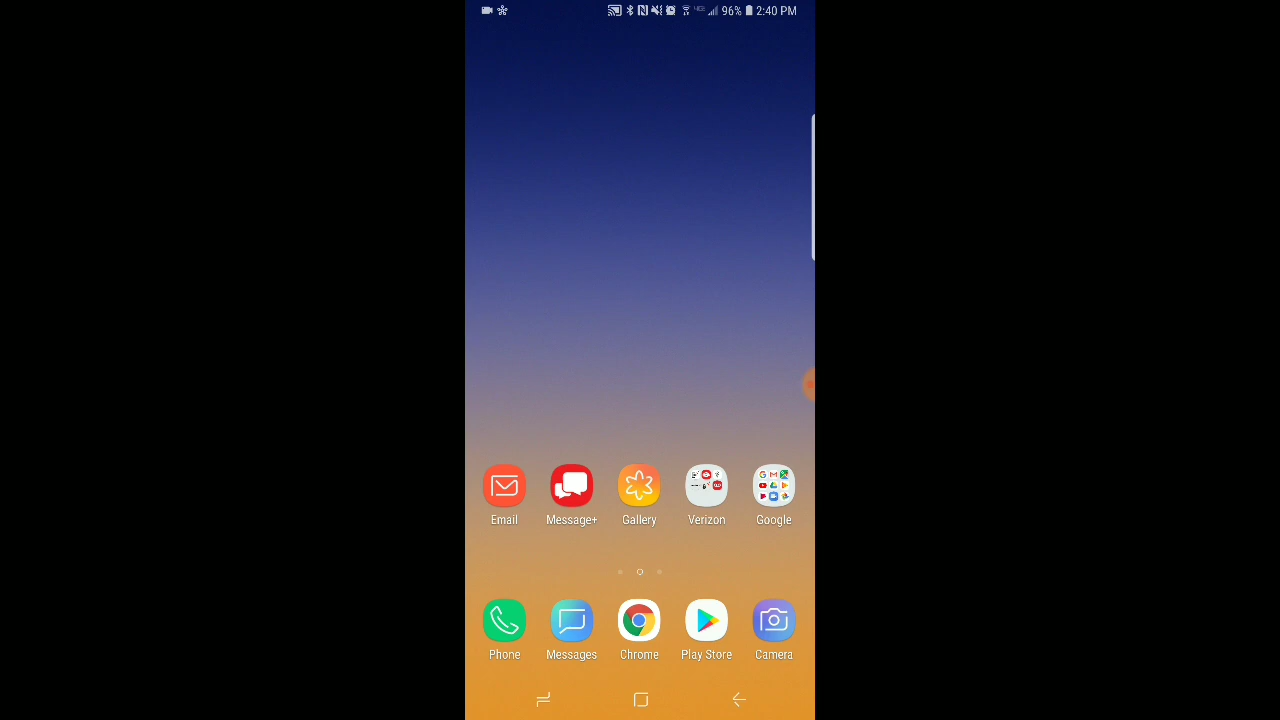 96% 2:40 PM
Email Message+ Gallery Verizon Google
Phone Messages Chrome Play Store Camera